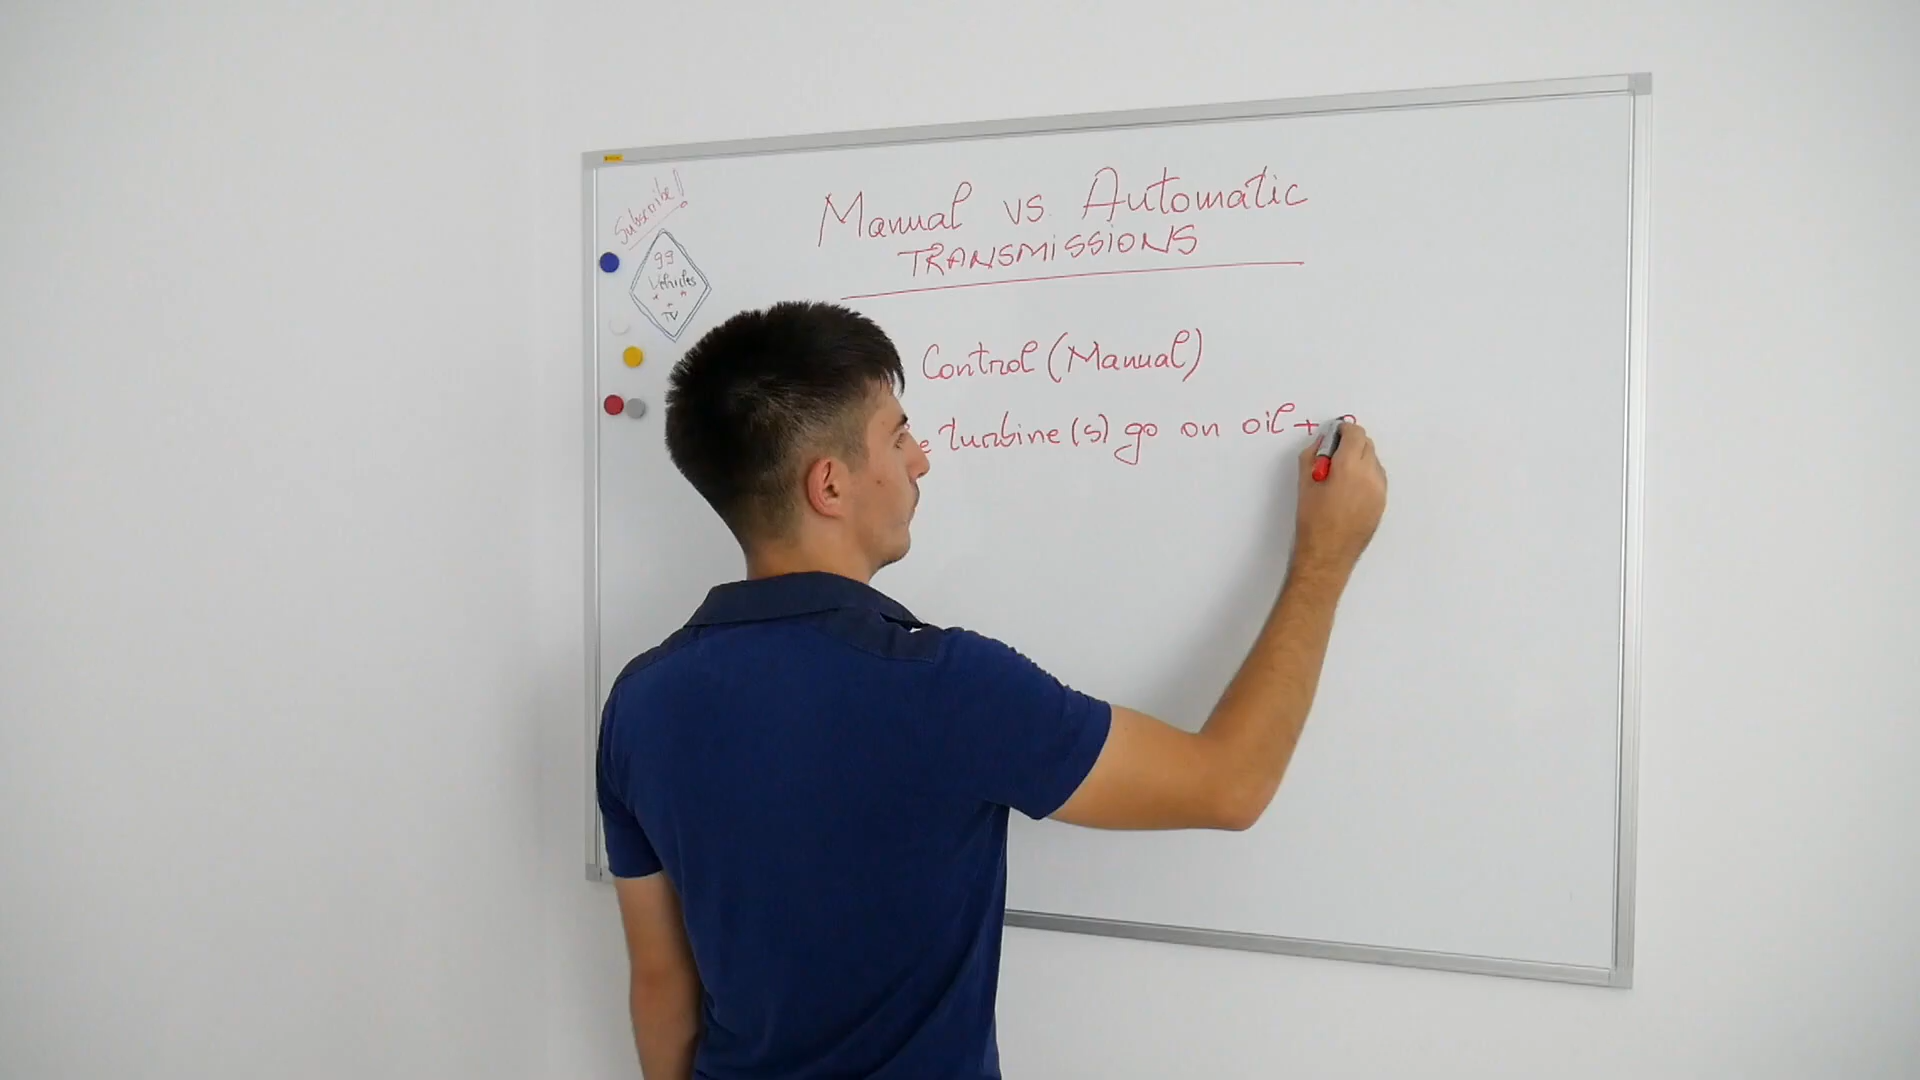 Subscribe!
99
Vehicles
TV
Manual vs. Automatic
TRANSMISSIONS
Control (Manual)
turbine(s) go on oil +